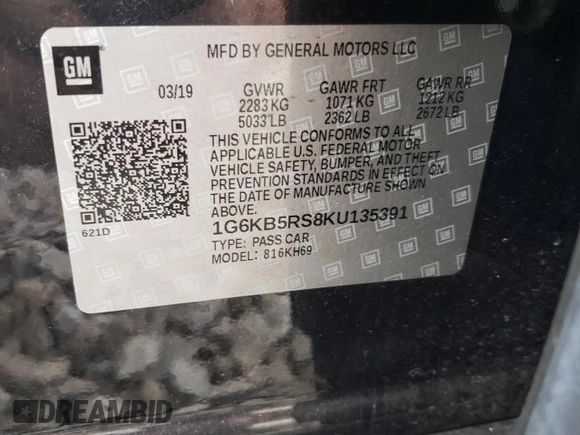 GM
MFD BY GENERAL MOTORS LLC
03/19 GVWR GAWR FRT GAWR RR
2283 KG 1071 KG 1212 KG
5033 LB 2362 LB 2672 LB
THIS VEHICLE CONFORMS TO ALL
APPLICABLE U.S. FEDERAL MOTOR
VEHICLE SAFETY, BUMPER, AND THEFT
PREVENTION STANDARDS IN EFFECT ON
THE DATE OF MANUFACTURE SHOWN
ABOVE.
621D
1G6KB5RS8KU135391
TYPE: PASS CAR
MODEL: 816KH69
DREAMBID